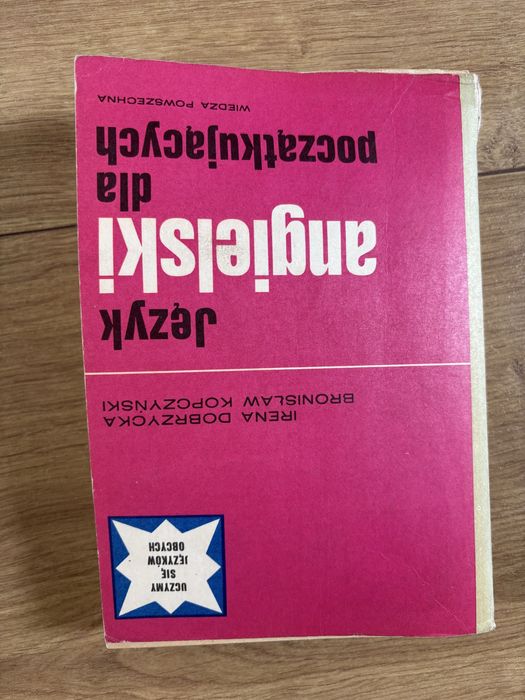 UCZYMY
SIĘ
JĘZYKÓW
OBCYCH
IRENA DOBRZYCKA
BRONISŁAW KOPCZYŃSKI
Język
angielski
dla
początkujących
WIEDZA POWSZECHNA